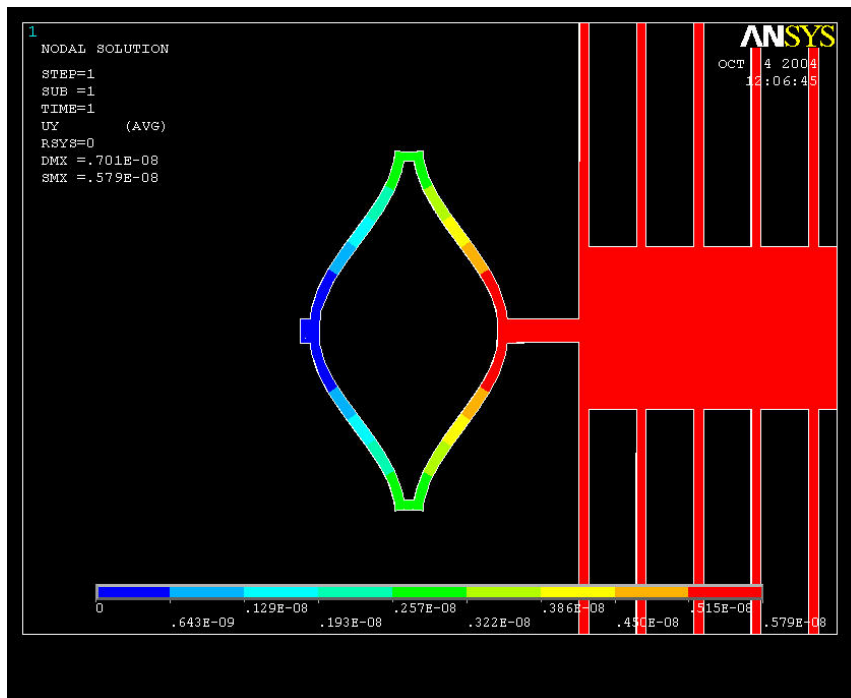 1
ANSYS
NODAL SOLUTION
OCT 4 2004
12:06:45
STEP=1
SUB =1
TIME=1
UY (AVG)
RSYS=0
DMX =.701E-08
SMX =.579E-08
0 .129E-08 .257E-08 .386E-08 .515E-08
.643E-09 .193E-08 .322E-08 .450E-08 .579E-08